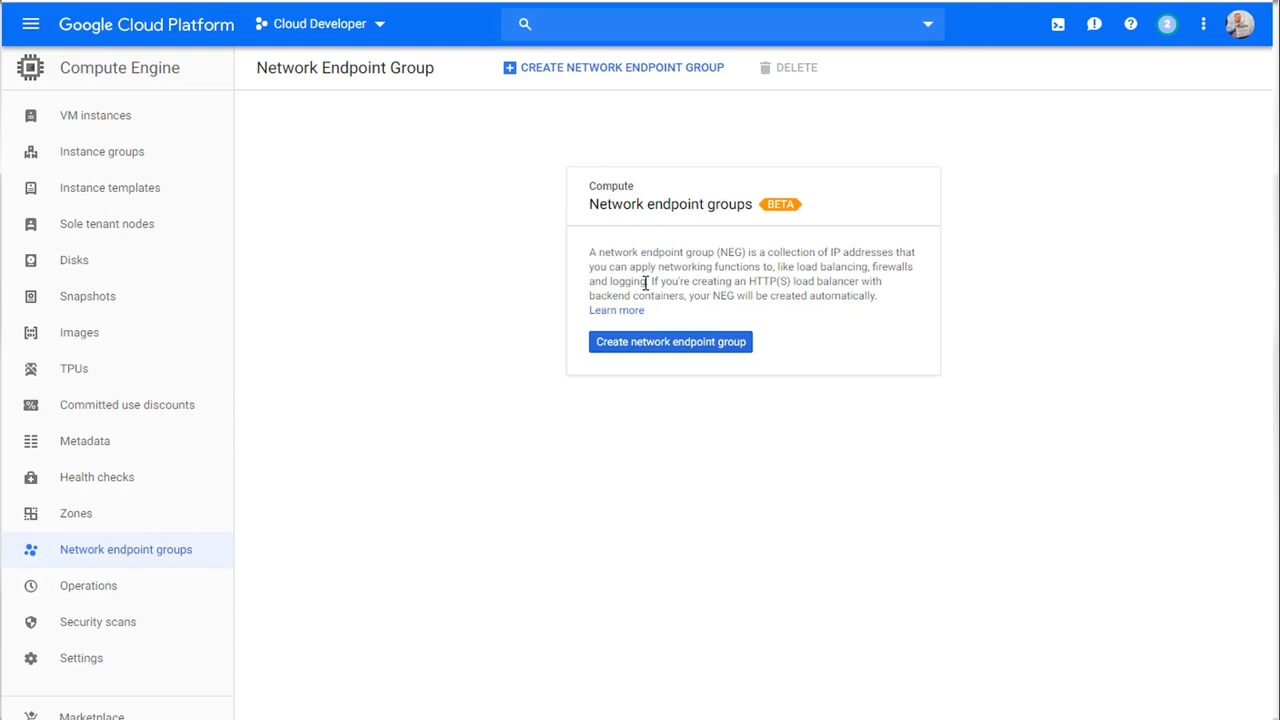 Google Cloud Platform
Cloud Developer
2
Compute Engine
Network Endpoint Group
CREATE NETWORK ENDPOINT GROUP
DELETE
VM instances
Instance groups
Instance templates
Sole tenant nodes
Disks
Snapshots
Images
TPUs
Committed use discounts
Metadata
Health checks
Zones
Network endpoint groups
Operations
Security scans
Settings
Marketplace
Compute
Network endpoint groups BETA
A network endpoint group (NEG) is a collection of IP addresses that
you can apply networking functions to, like load balancing, firewalls
and logging. If you're creating an HTTP(S) load balancer with
backend containers, your NEG will be created automatically.
Learn more
Create network endpoint group